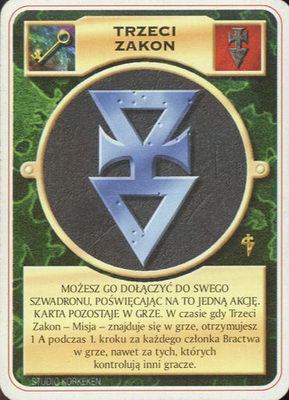 TRZECI
ZAKON
MOŻESZ GO DOŁĄCZYĆ DO SWEGO
SZWADRONU, POŚWIĘCAJĄC NA TO JEDNĄ AKCJĘ.
KARTA POZOSTAJE W GRZE. W czasie gdy Trzeci
Zakon – Misja – znajduje się w grze, otrzymujesz
1 A podczas 1. kroku za każdego członka Bractwa
w grze, nawet za tych, których
kontrolują inni gracze.
STUDIO KORKEKEN